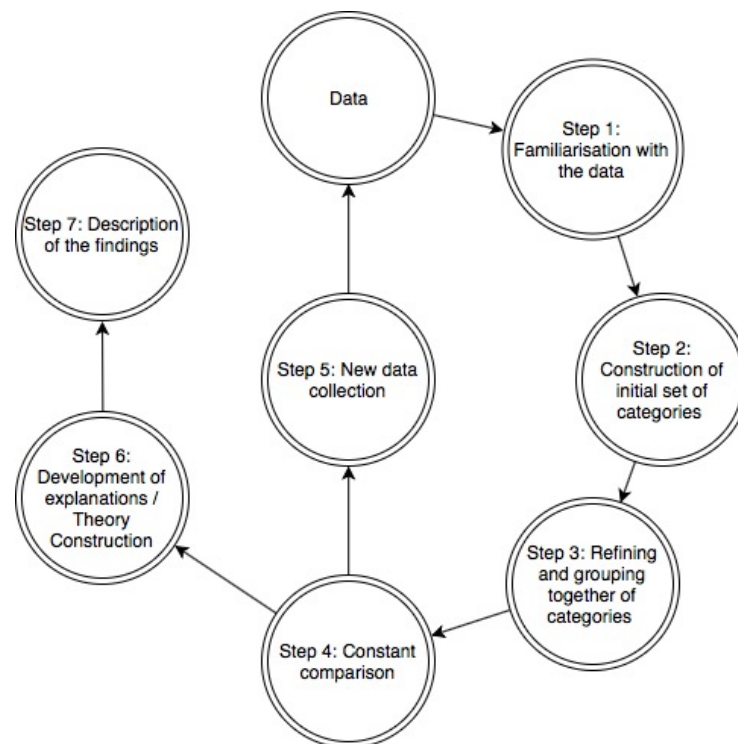 Data
Step 1:
Familiarisation with
the data
Step 2:
Construction of
initial set of
categories
Step 3: Refining
and grouping
together of
categories
Step 4: Constant
comparison
Step 5: New data
collection
Step 6:
Development of
explanations /
Theory
Construction
Step 7: Description
of the findings